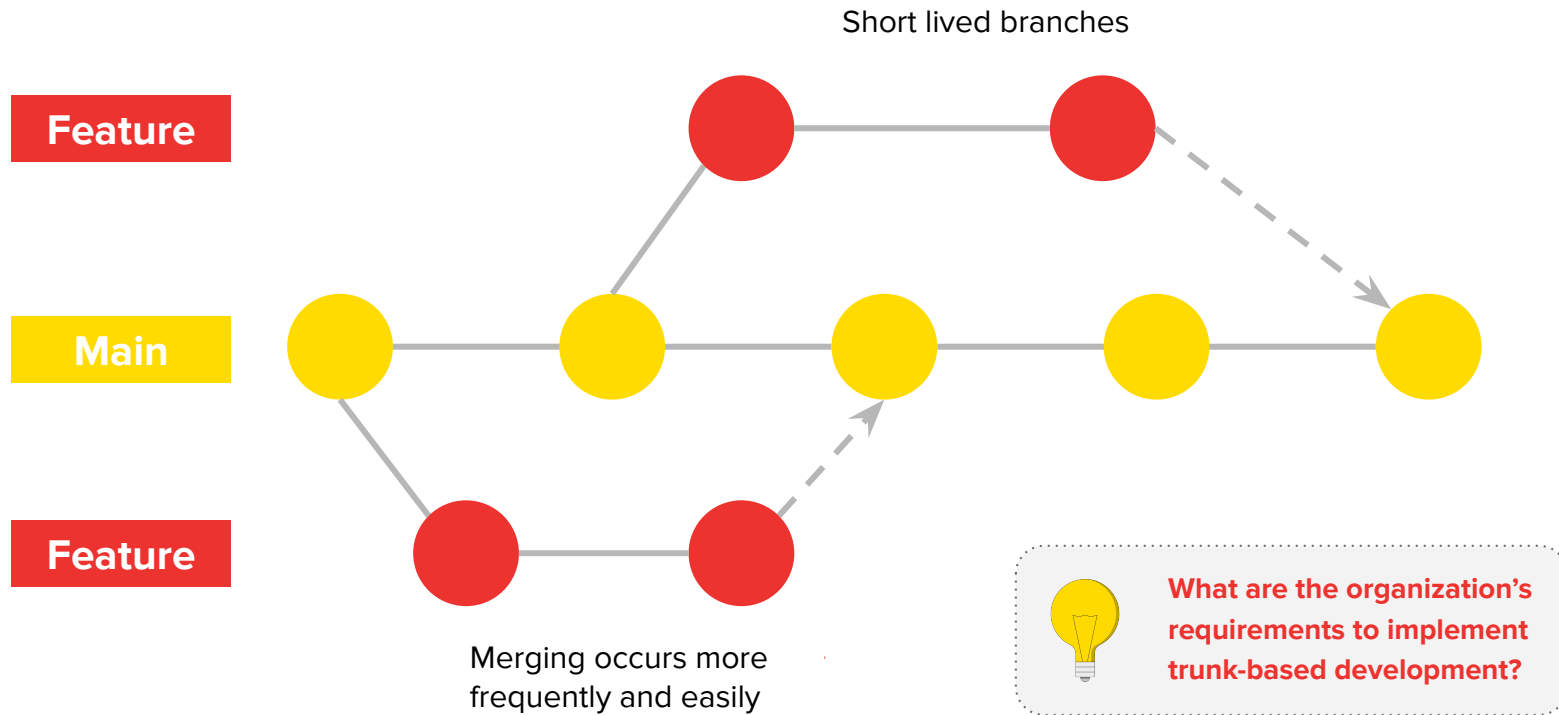 Short lived branches
Feature
Main
Feature
Merging occurs more
frequently and easily
What are the organization’s
requirements to implement
trunk-based development?